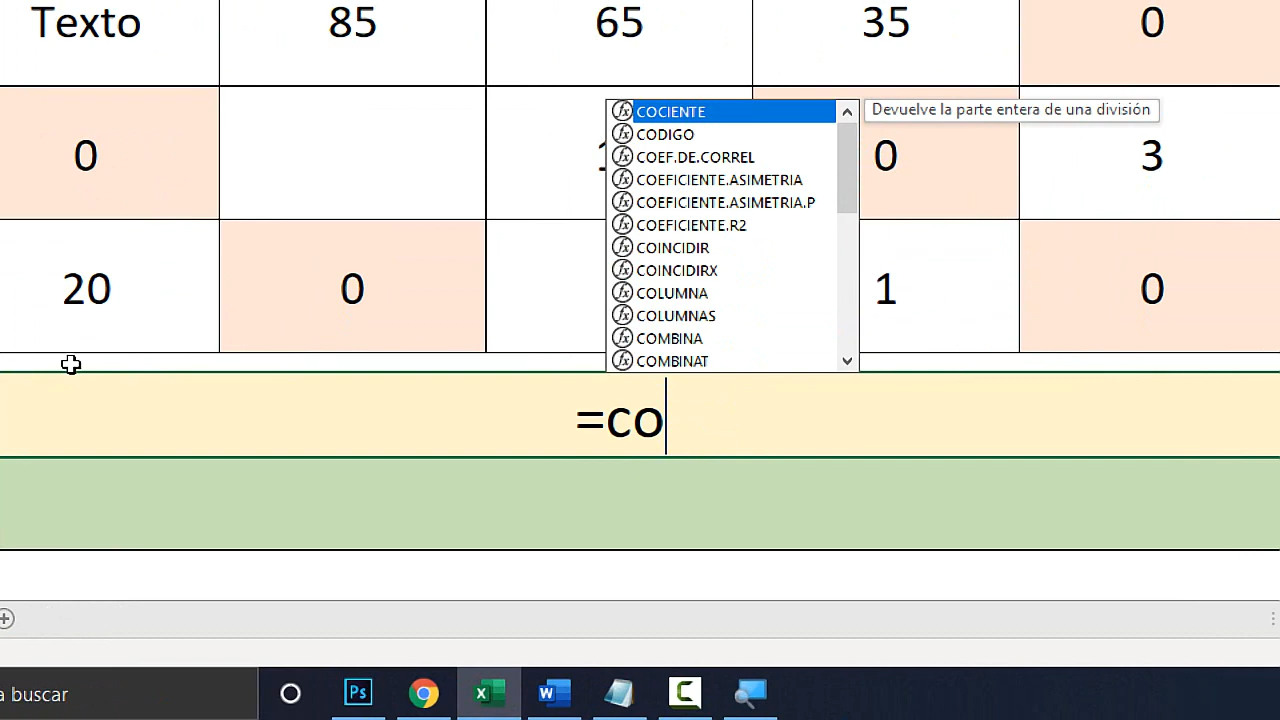 Texto 85 65 35 0
COCIENTE Devuelve la parte entera de una división
CODIGO
0 0 3
COEF.DE.CORREL
COEFICIENTE.ASIMETRIA
COEFICIENTE.ASIMETRIA.P
COEFICIENTE.R2
COINCIDIR
COINCIDIRX
20 0 1 0
COLUMNA
COLUMNAS
COMBINA
COMBINAT
=co
a buscar
Ps
W
C